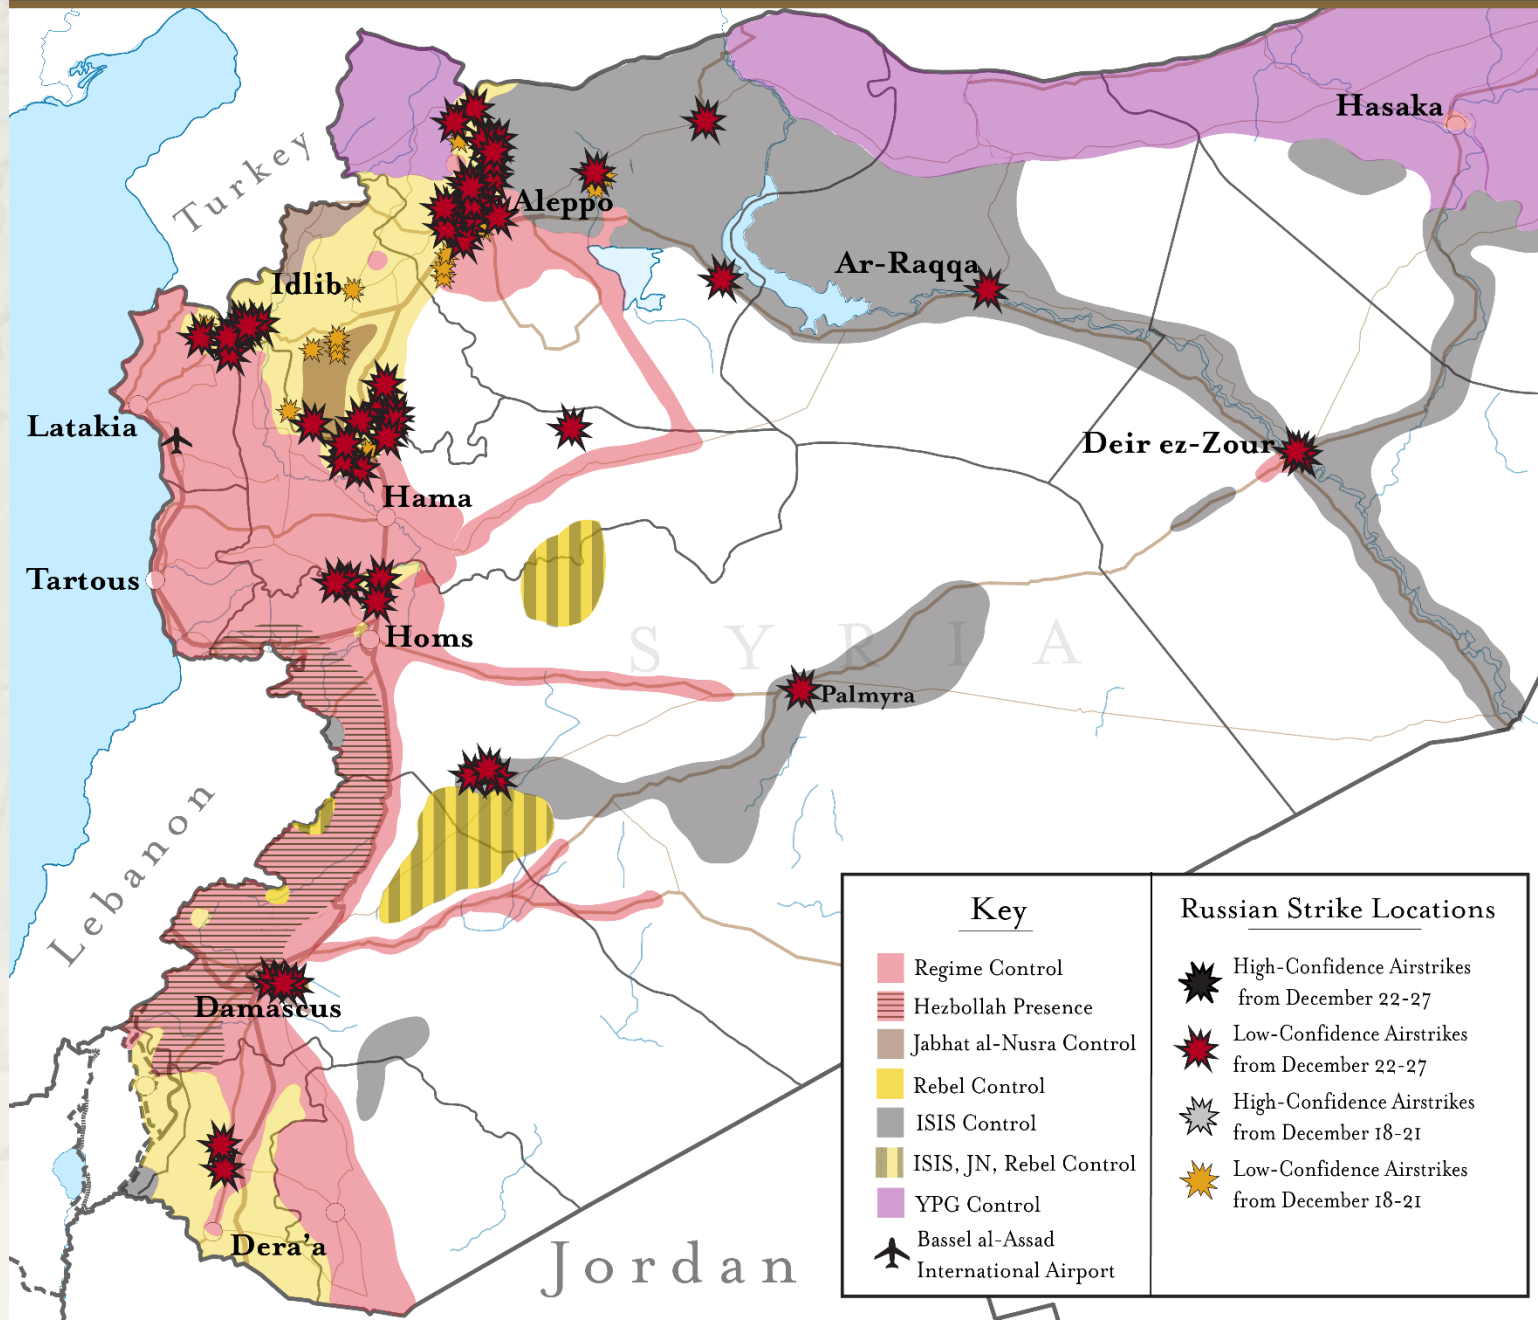 Turkey
Hasaka
Aleppo
Idlib
Ar-Raqqa
Latakia
Deir ez-Zour
Hama
Tartous
Homs
SYRIA
Palmyra
Lebanon
Damascus
Dera'a
Jordan
Key
Regime Control
Hezbollah Presence
Jabhat al-Nusra Control
Rebel Control
ISIS Control
ISIS, JN, Rebel Control
YPG Control
Bassel al-Assad
International Airport
Russian Strike Locations
High-Confidence Airstrikes
from December 22-27
Low-Confidence Airstrikes
from December 22-27
High-Confidence Airstrikes
from December 18-21
Low-Confidence Airstrikes
from December 18-21